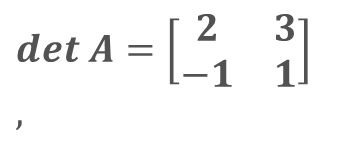 det A = [2 3
-1 1]
,